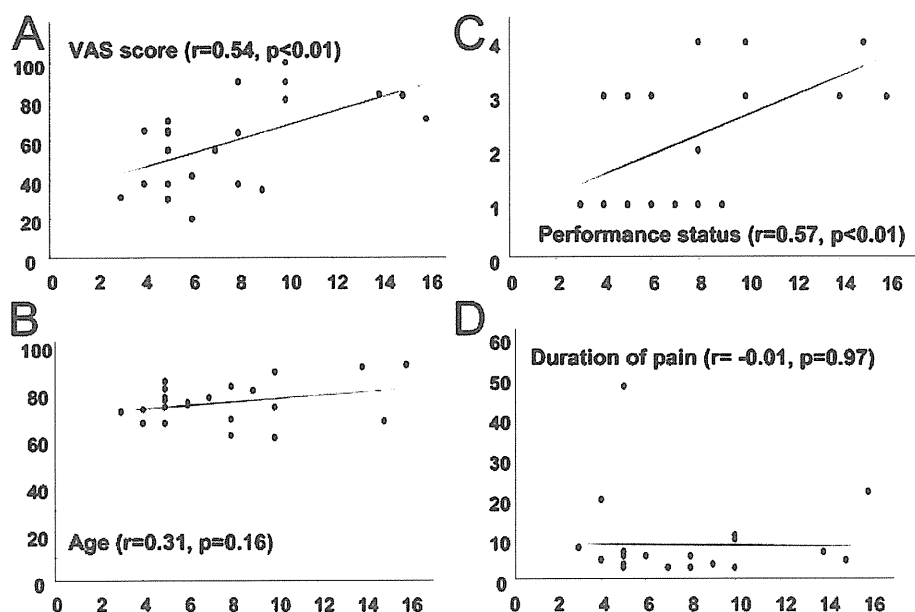 A
VAS score (r=0.54, p<0.01)
100
80
60
40
20
0
0 2 4 6 8 10 12 14 16
B
100
80
60
40
20
0
Age (r=0.31, p=0.16)
0 2 4 6 8 10 12 14 16
C
4
3
2
1
0
Performance status (r=0.57, p<0.01)
0 2 4 6 8 10 12 14 16
D
60
50
40
30
20
10
0
Duration of pain (r= -0.01, p=0.97)
0 2 4 6 8 10 12 14 16